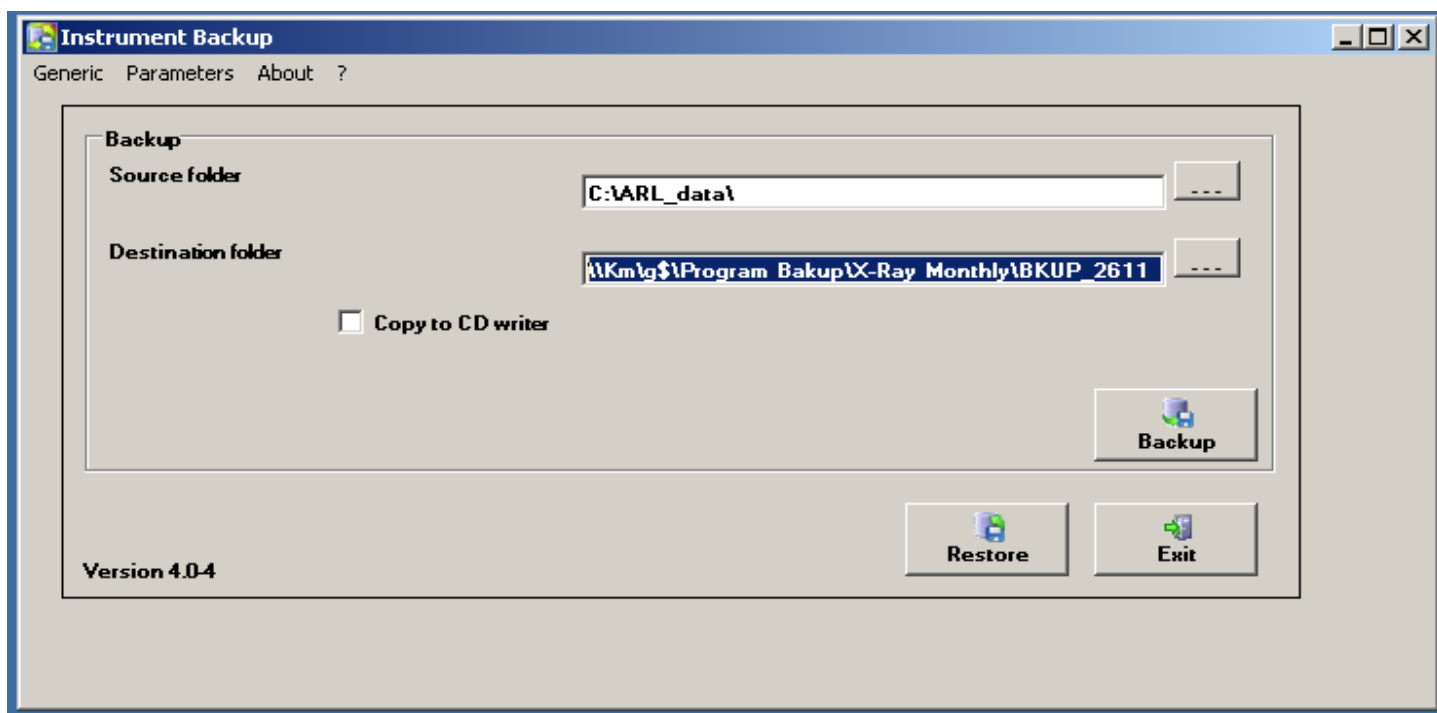 Instrument Backup
Generic Parameters About ?
Backup
Source folder
C:\ARL_data\
...
Destination folder
\\Km\g$\Program Bakup\X-Ray Monthly\BKUP_2611
...
Copy to CD writer
Backup
Restore
Exit
Version 4.0-4